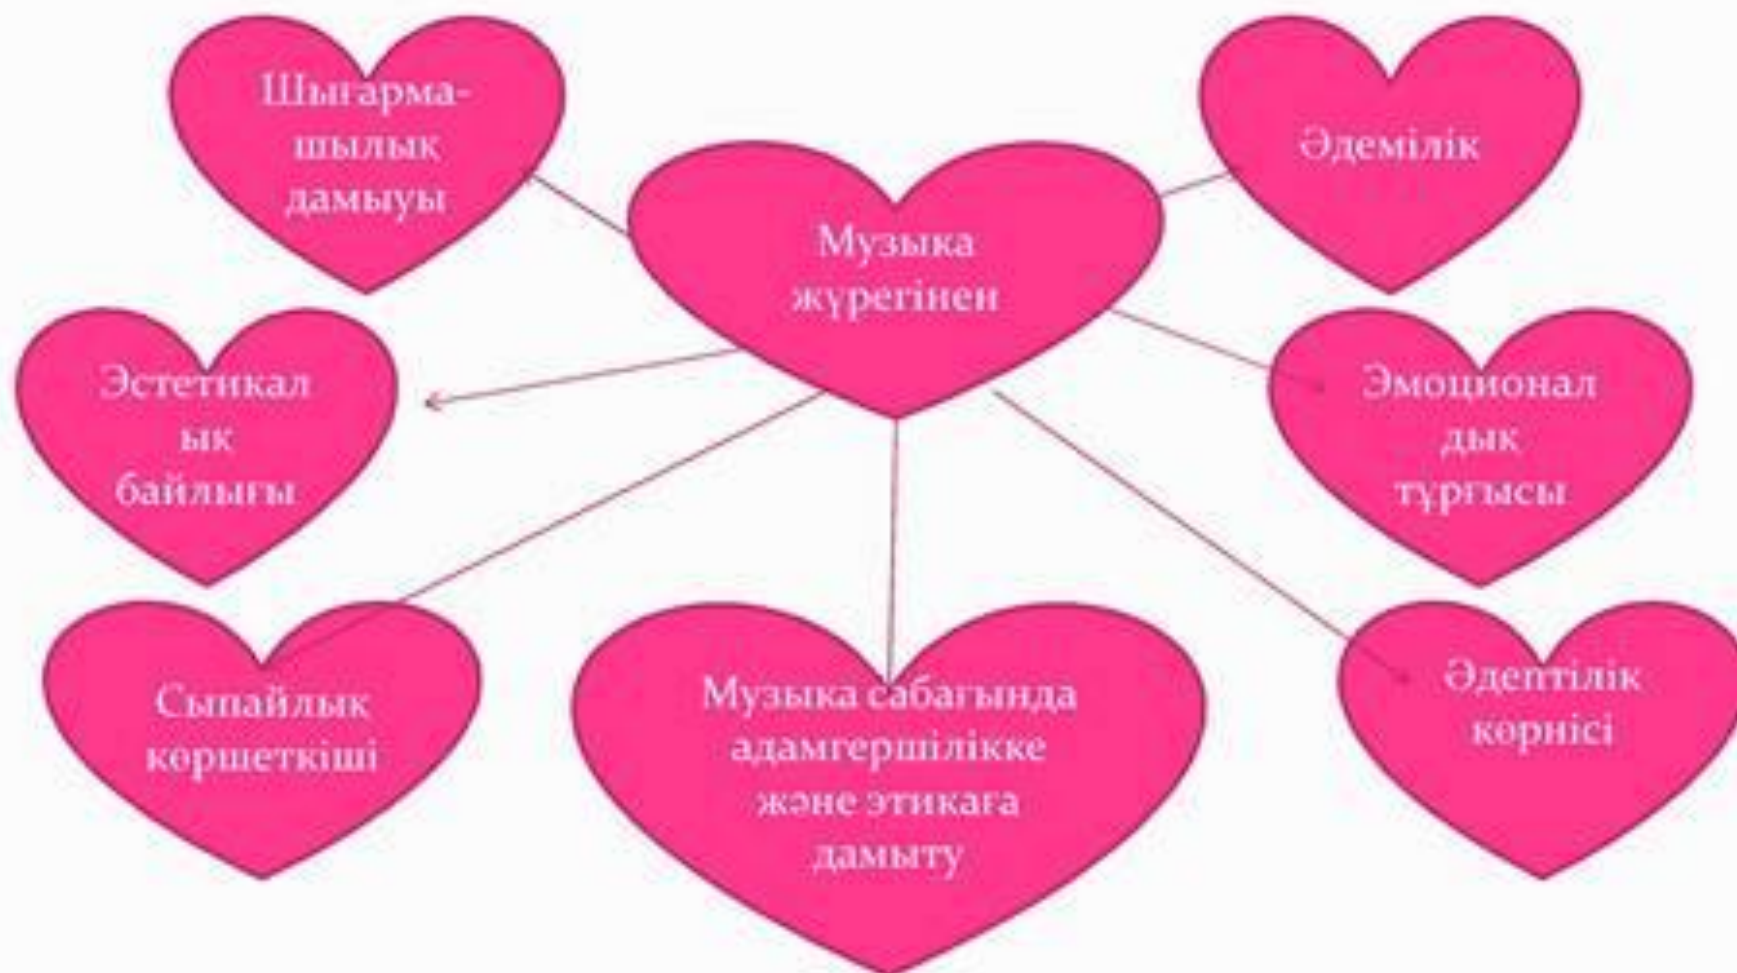 Шығарма-
шылық
дамыуы
Музыка
жүрегінен
Әдемілік
Эстетикал
ық
байлығы
Эмоционал
дық
тұрғысы
Сыпайлық
көршеткіші
Музыка сабағында
адамгершілікке
және этикаға
дамыту
Әдептілік
көрнісі